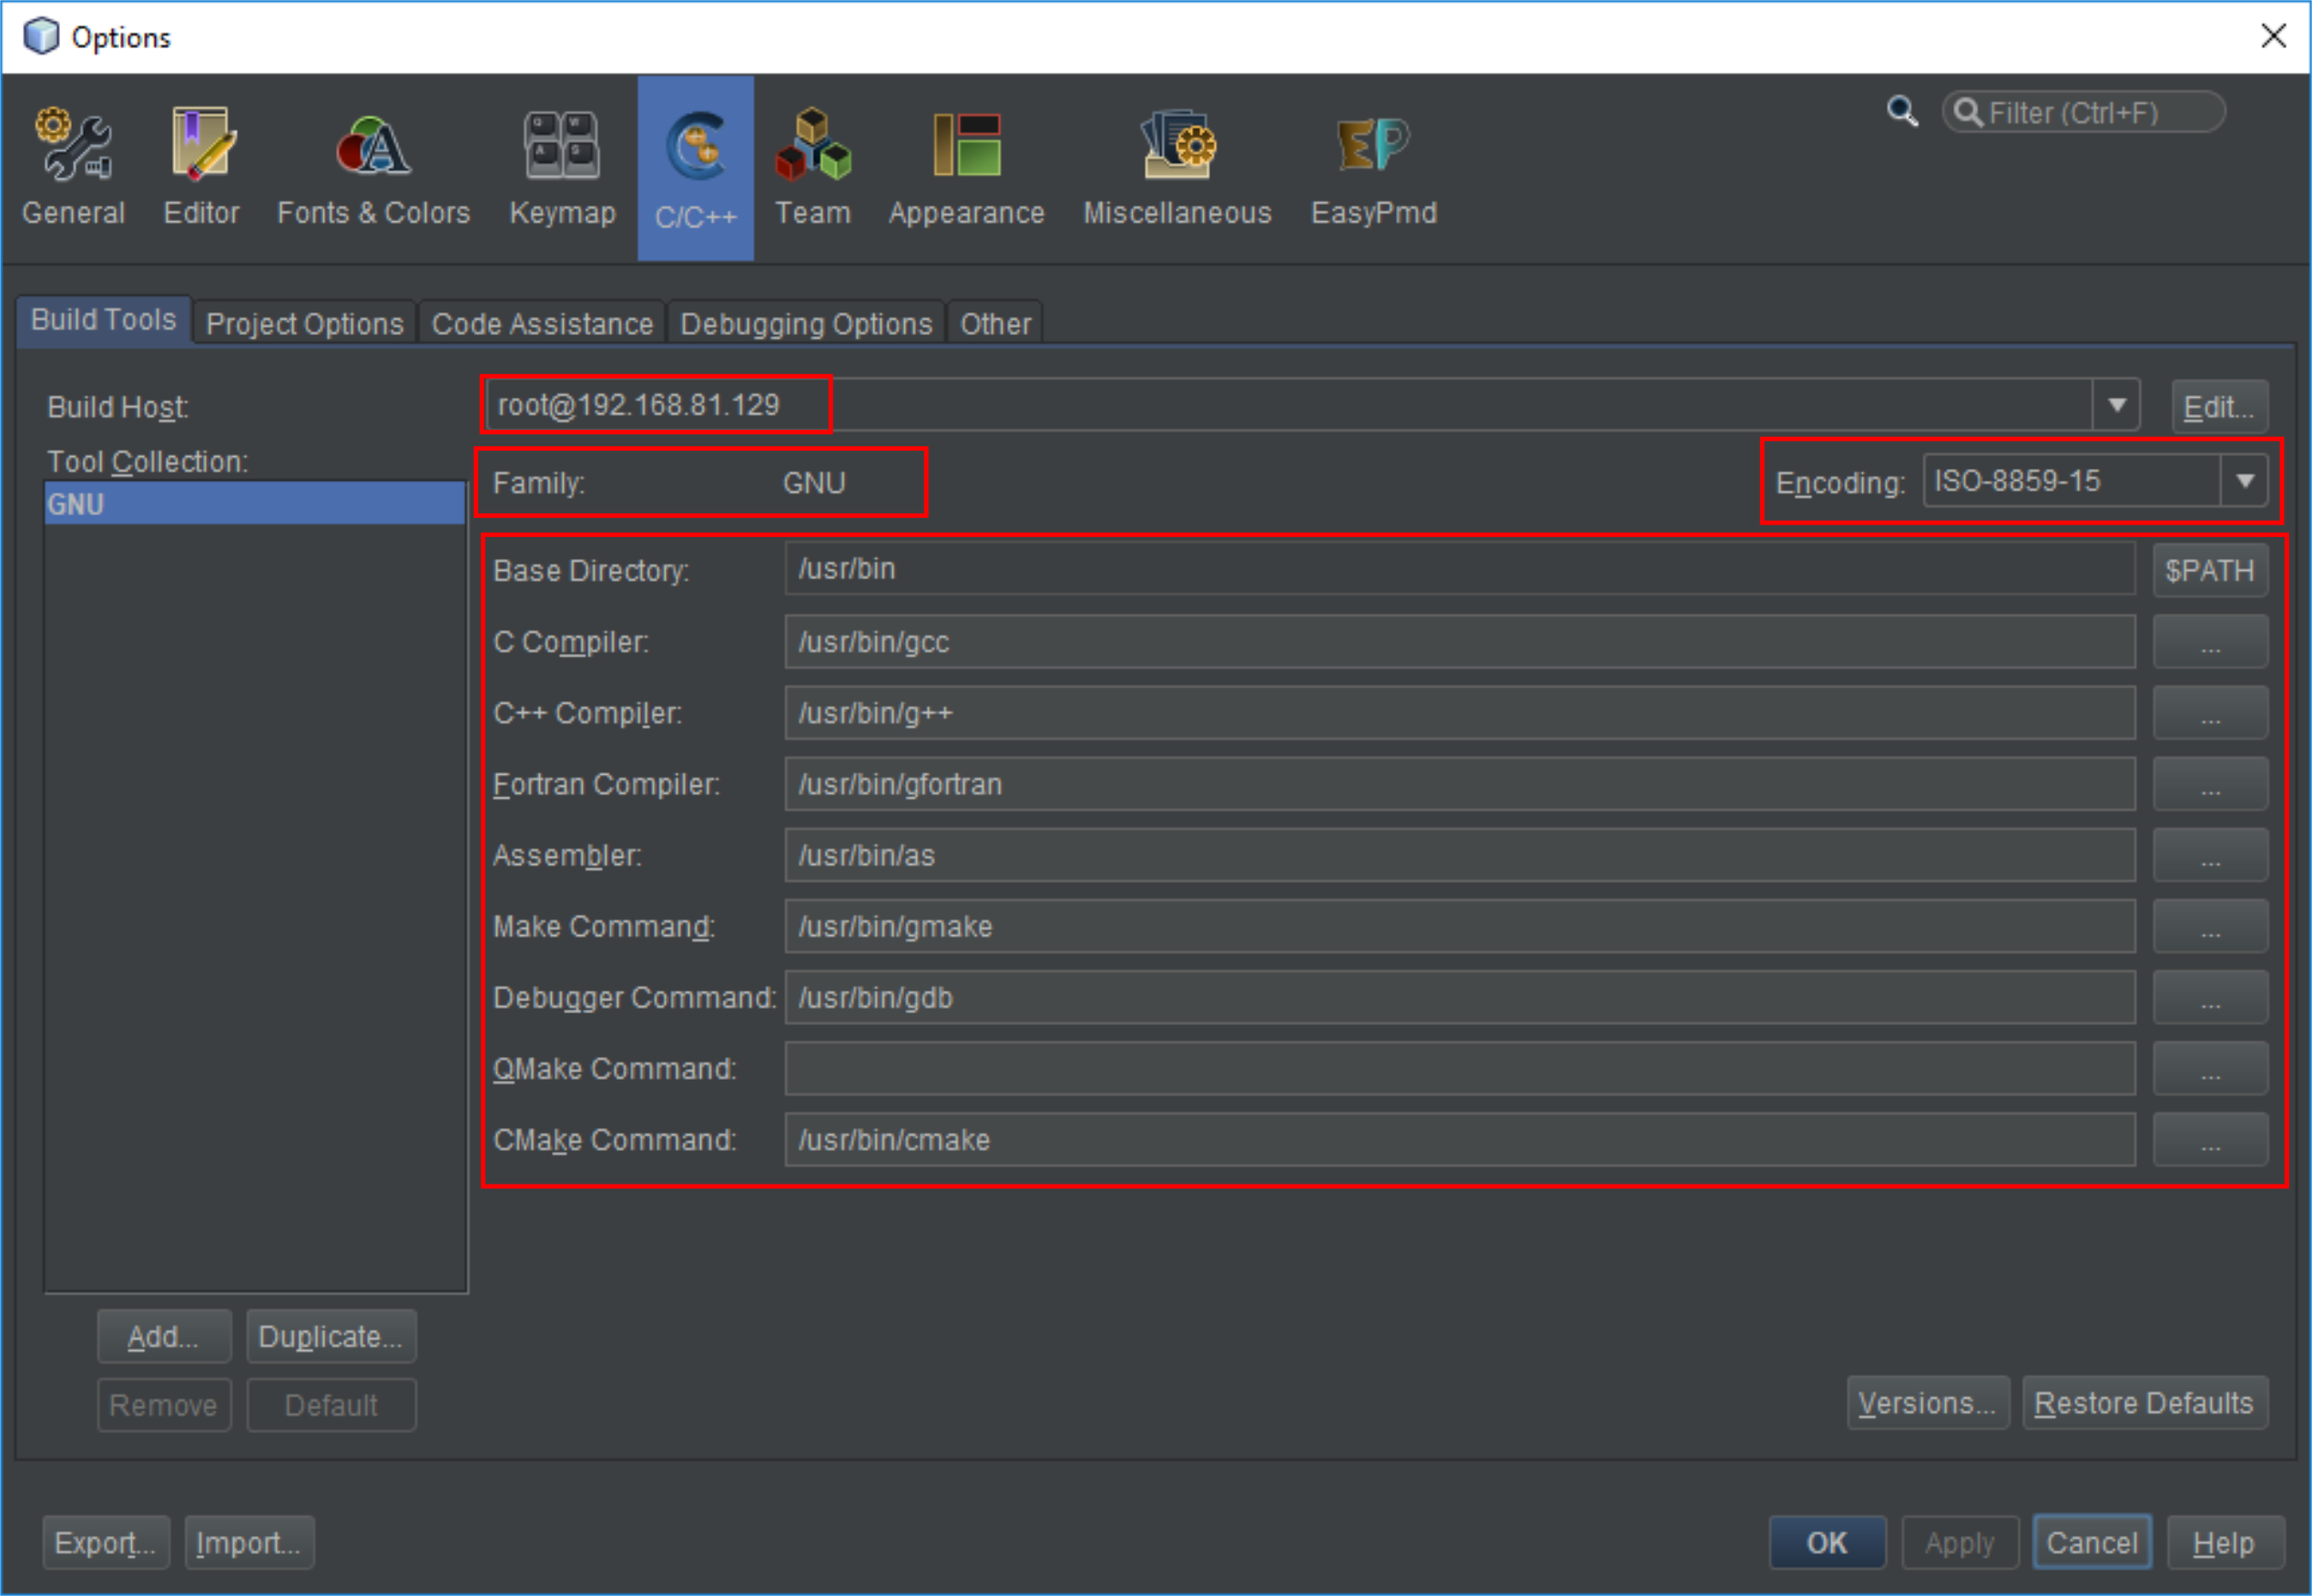 Options
Filter (Ctrl+F)
General Editor Fonts & Colors Keymap C/C++ Team Appearance Miscellaneous EasyPmd
Build Tools Project Options Code Assistance Debugging Options Other
Build Host: root@192.168.81.129 Edit...
Tool Collection:
GNU
Family: GNU Encoding: ISO-8859-15
Base Directory: /usr/bin $PATH
C Compiler: /usr/bin/gcc ...
C++ Compiler: /usr/bin/g++ ...
Fortran Compiler: /usr/bin/gfortran ...
Assembler: /usr/bin/as ...
Make Command: /usr/bin/gmake ...
Debugger Command: /usr/bin/gdb ...
QMake Command: ...
CMake Command: /usr/bin/cmake ...
Add... Duplicate...
Remove Default
Versions... Restore Defaults
Export... Import... OK Apply Cancel Help